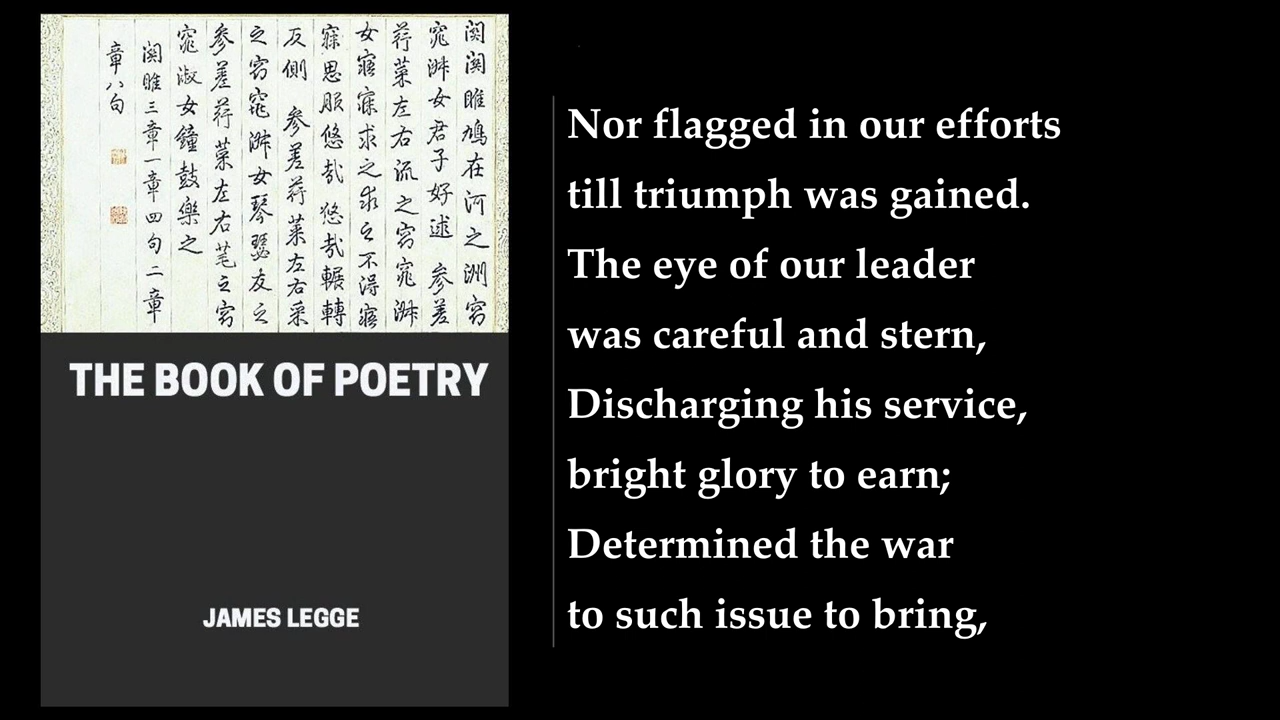 關關雎鳩在河之洲窈
窕淑女君子好逑 參差
荇菜左右流之窈窕淑
女寤寐求之求之不得寤
寐思服悠哉悠哉輾轉
反側 參差荇菜左右采
之窈窕淑女琴瑟友之
參差荇菜左右芼之窈
窕淑女鐘鼓樂之
關雎三章一章四句二章
章八句
THE BOOK OF POETRY
JAMES LEGGE
Nor flagged in our efforts
till triumph was gained.
The eye of our leader
was careful and stern,
Discharging his service,
bright glory to earn;
Determined the war
to such issue to bring,